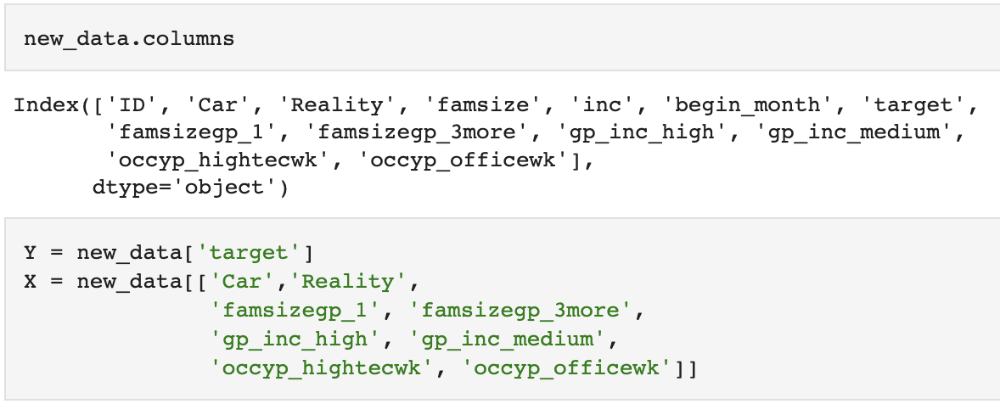 new_data.columns
Index(['ID', 'Car', 'Reality', 'famsize', 'inc', 'begin_month', 'target',
'famsizegp_1', 'famsizegp_3more', 'gp_inc_high', 'gp_inc_medium',
'occyp_hightecwk', 'occyp_officewk'],
dtype='object')
Y = new_data['target']
X = new_data[['Car','Reality',
'famsizegp_1', 'famsizegp_3more',
'gp_inc_high', 'gp_inc_medium',
'occyp_hightecwk', 'occyp_officewk']]